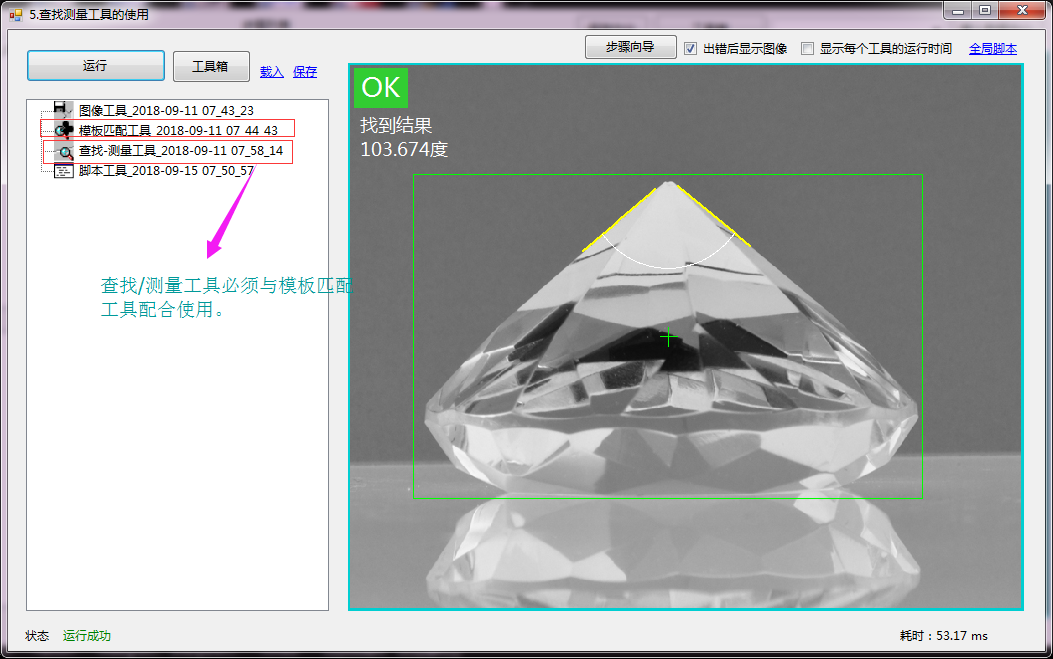 5.查找测量工具的使用
步骤向导
出错后显示图像
显示每个工具的运行时间
全局脚本
运行
工具箱
载入
保存
图像工具_2018-09-11 07_43_23
模板匹配工具_2018-09-11 07_44_43
查找-测量工具_2018-09-11 07_58_14
脚本工具_2018-09-15 07_50_57
查找/测量工具必须与模板匹配
工具配合使用。
OK
找到结果
103.674度
状态
运行成功
耗时：53.17 ms